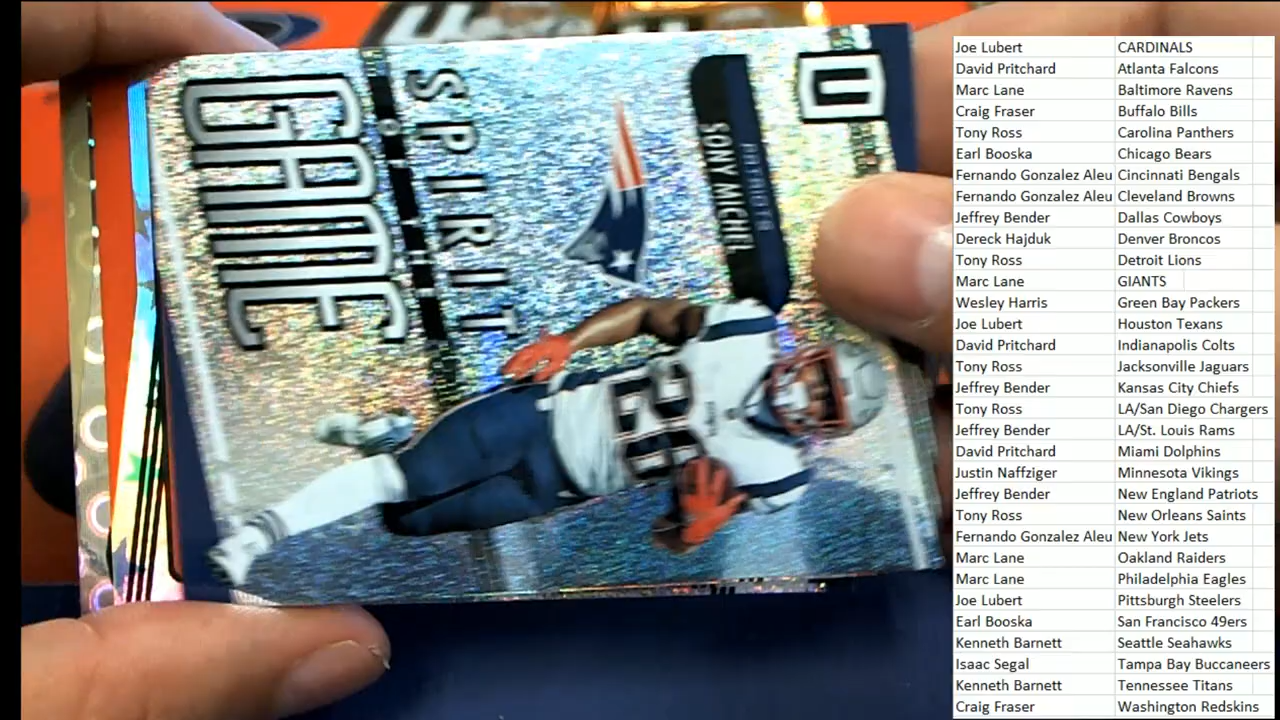 GAME
SPIRIT
OF THE
U
PATRIOTS
SONY MICHEL
26
Joe Lubert CARDINALS
David Pritchard Atlanta Falcons
Marc Lane Baltimore Ravens
Craig Fraser Buffalo Bills
Tony Ross Carolina Panthers
Earl Booska Chicago Bears
Fernando Gonzalez Aleu Cincinnati Bengals
Fernando Gonzalez Aleu Cleveland Browns
Jeffrey Bender Dallas Cowboys
Dereck Hajduk Denver Broncos
Tony Ross Detroit Lions
Marc Lane GIANTS
Wesley Harris Green Bay Packers
Joe Lubert Houston Texans
David Pritchard Indianapolis Colts
Tony Ross Jacksonville Jaguars
Jeffrey Bender Kansas City Chiefs
Tony Ross LA/San Diego Chargers
Jeffrey Bender LA/St. Louis Rams
David Pritchard Miami Dolphins
Justin Naffziger Minnesota Vikings
Jeffrey Bender New England Patriots
Tony Ross New Orleans Saints
Fernando Gonzalez Aleu New York Jets
Marc Lane Oakland Raiders
Marc Lane Philadelphia Eagles
Joe Lubert Pittsburgh Steelers
Earl Booska San Francisco 49ers
Kenneth Barnett Seattle Seahawks
Isaac Segal Tampa Bay Buccaneers
Kenneth Barnett Tennessee Titans
Craig Fraser Washington Redskins